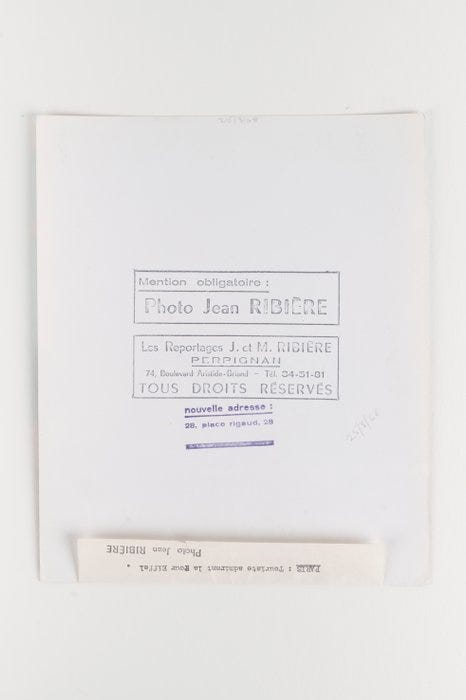 Mention obligatoire :
Photo Jean RIBIÈRE
Les Reportages J. et M. RIBIÈRE
PERPIGNAN
74, Boulevard Aristide-Briand - Tél. 34-51-81
TOUS DROITS RÉSERVÉS
nouvelle adresse :
28, place rigaud, 28
PARIS : Touriste admirant la Tour Eiffel .
Photo Jean RIBIÈRE